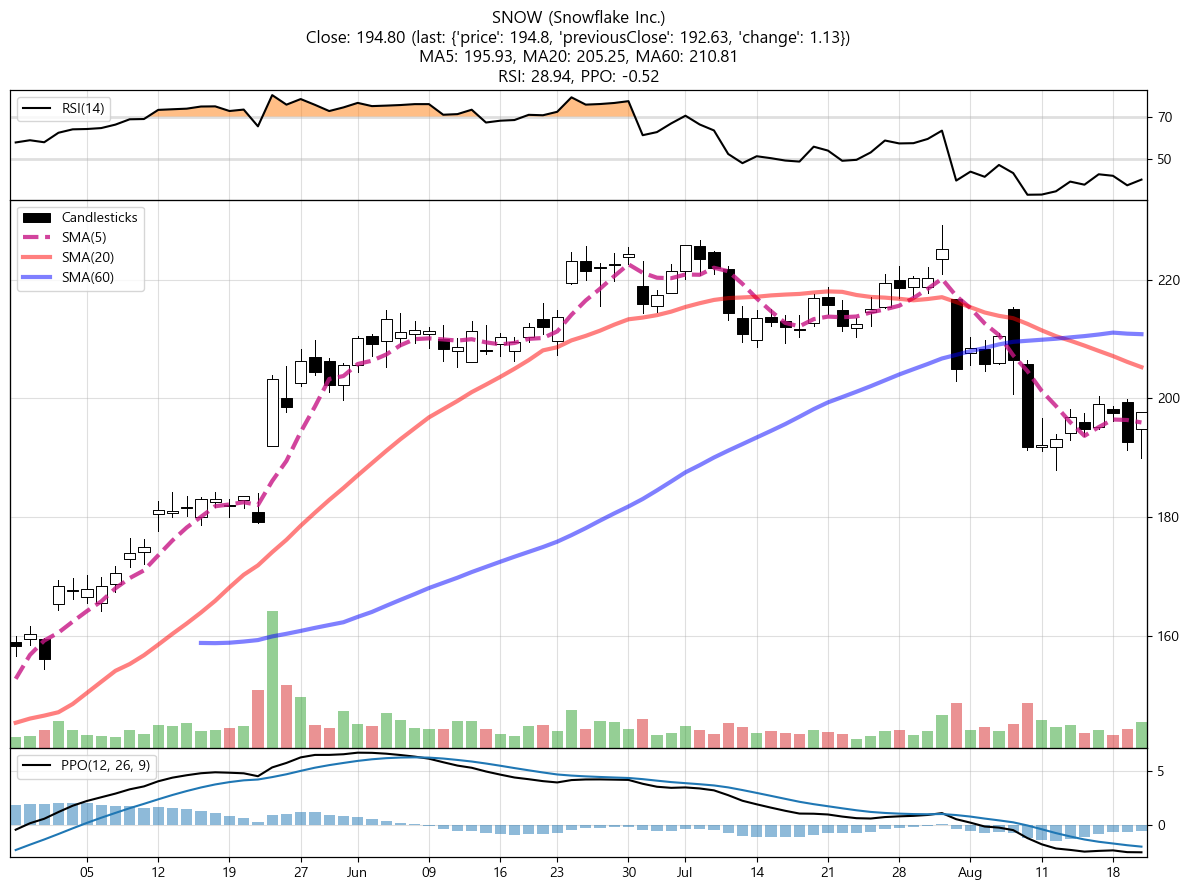 SNOW (Snowflake Inc.)
Close: 194.80 (last: {'price': 194.8, 'previousClose': 192.63, 'change': 1.13})
MA5: 195.93, MA20: 205.25, MA60: 210.81
RSI: 28.94, PPO: -0.52
RSI(14)
70
50
Candlesticks
SMA(5)
SMA(20)
SMA(60)
220
200
180
160
PPO(12, 26, 9)
5
0
05 12 19 27 Jun 09 16 23 30 Jul 14 21 28 Aug 11 18